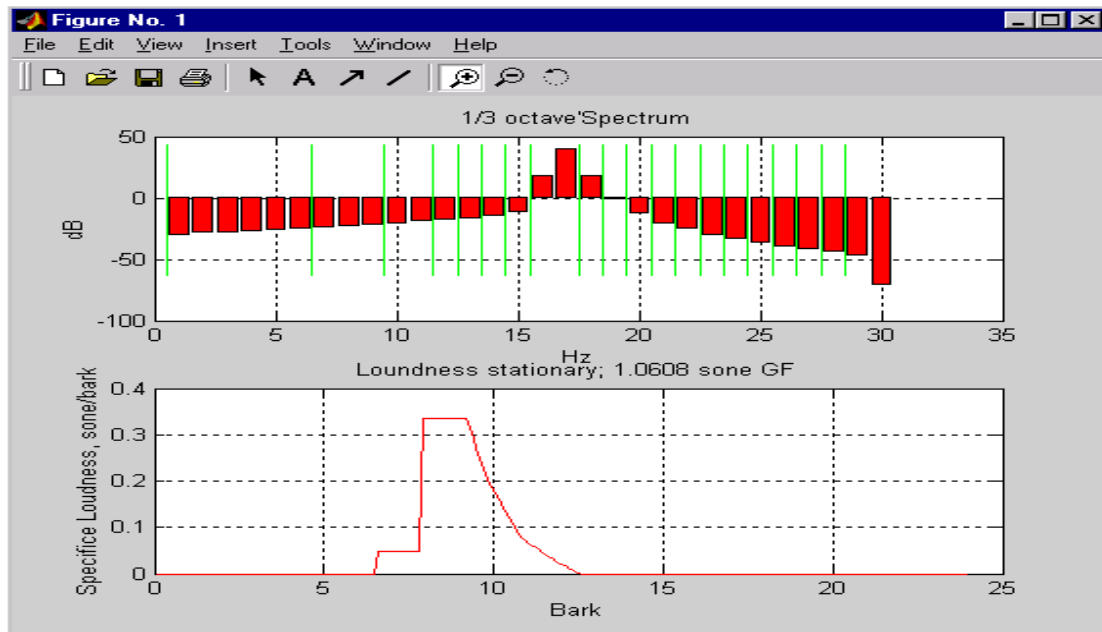 Figure No. 1
File Edit View Insert Tools Window Help
A
1/3 octave'Spectrum
50
0
-50
-100
dB
0 5 10 15 20 25 30 35
Hz
Loundness stationary; 1.0608 sone GF
0.4
0.3
0.2
0.1
0
Specifice Loudness, sone/bark
0 5 10 15 20 25
Bark